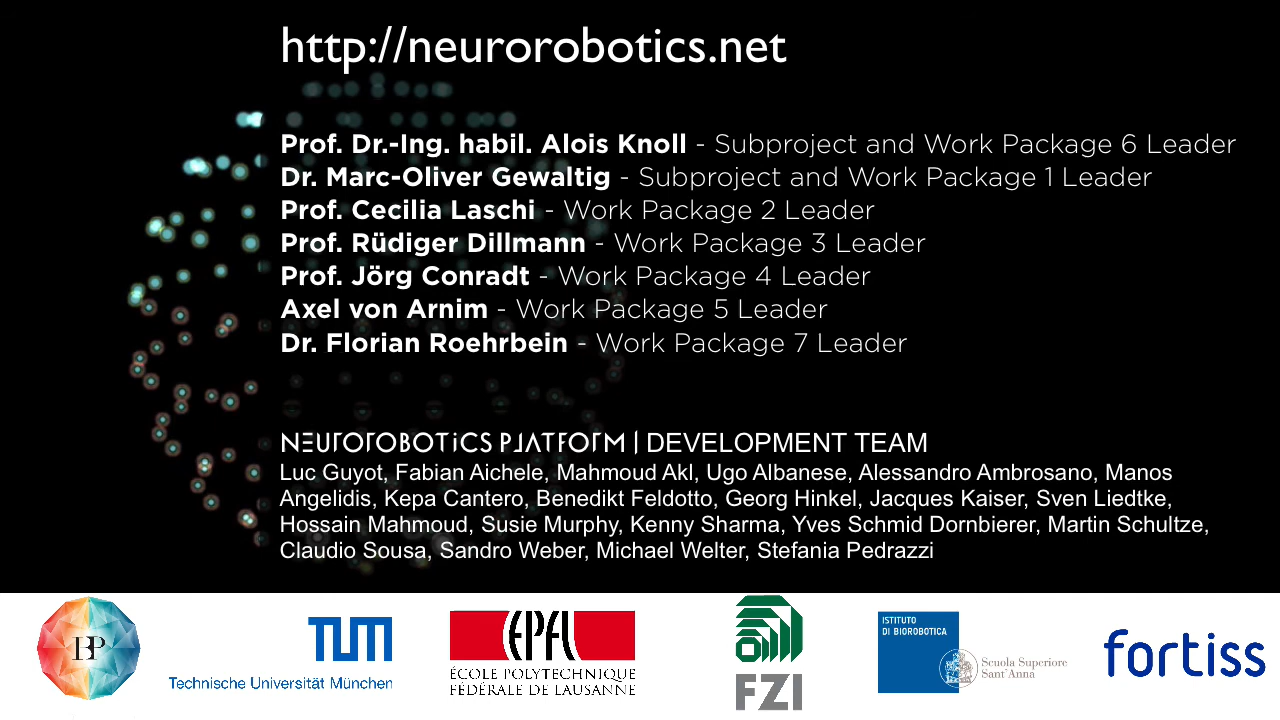 http://neurorobotics.net
Prof. Dr.-Ing. habil. Alois Knoll - Subproject and Work Package 6 Leader
Dr. Marc-Oliver Gewaltig - Subproject and Work Package 1 Leader
Prof. Cecilia Laschi - Work Package 2 Leader
Prof. Rüdiger Dillmann - Work Package 3 Leader
Prof. Jörg Conradt - Work Package 4 Leader
Axel von Arnim - Work Package 5 Leader
Dr. Florian Roehrbein - Work Package 7 Leader
NEUROROBOTiCS PLATFORM | DEVELOPMENT TEAM
Luc Guyot, Fabian Aichele, Mahmoud Akl, Ugo Albanese, Alessandro Ambrosano, Manos
Angelidis, Kepa Cantero, Benedikt Feldotto, Georg Hinkel, Jacques Kaiser, Sven Liedtke,
Hossain Mahmoud, Susie Murphy, Kenny Sharma, Yves Schmid Dornbierer, Martin Schultze,
Claudio Sousa, Sandro Weber, Michael Welter, Stefania Pedrazzi
HBP
TUM
Technische Universität München
EPFL
ÉCOLE POLYTECHNIQUE
FÉDÉRALE DE LAUSANNE
FZI
ISTITUTO
DI BIOROBOTICA
Scuola Superiore
Sant'Anna
fortiss